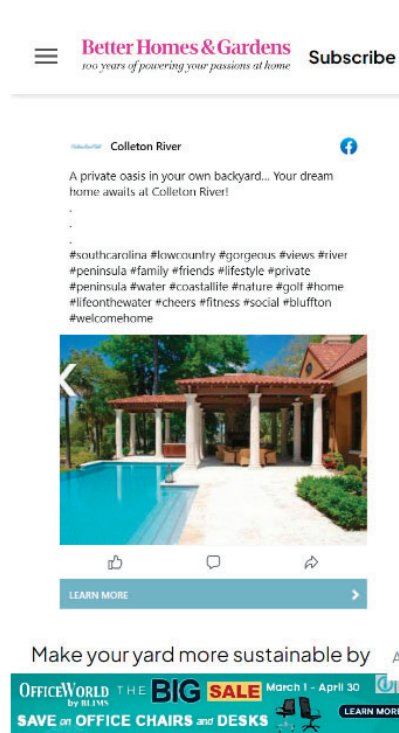 Better Homes & Gardens
100 years of powering your passions at home
Subscribe
Colleton River
A private oasis in your own backyard... Your dream
home awaits at Colleton River!
.
.
.
#southcarolina #lowcountry #gorgeous #views #river
#peninsula #family #friends #lifestyle #private
#peninsula #water #coastallife #nature #golf #home
#lifeonthewater #cheers #fitness #social #bluffton
#welcomehome
LEARN MORE
Make your yard more sustainable by
OFFICEWORLD by BLIMS THE BIG SALE March 1 - April 30
SAVE on OFFICE CHAIRS and DESKS LEARN MORE